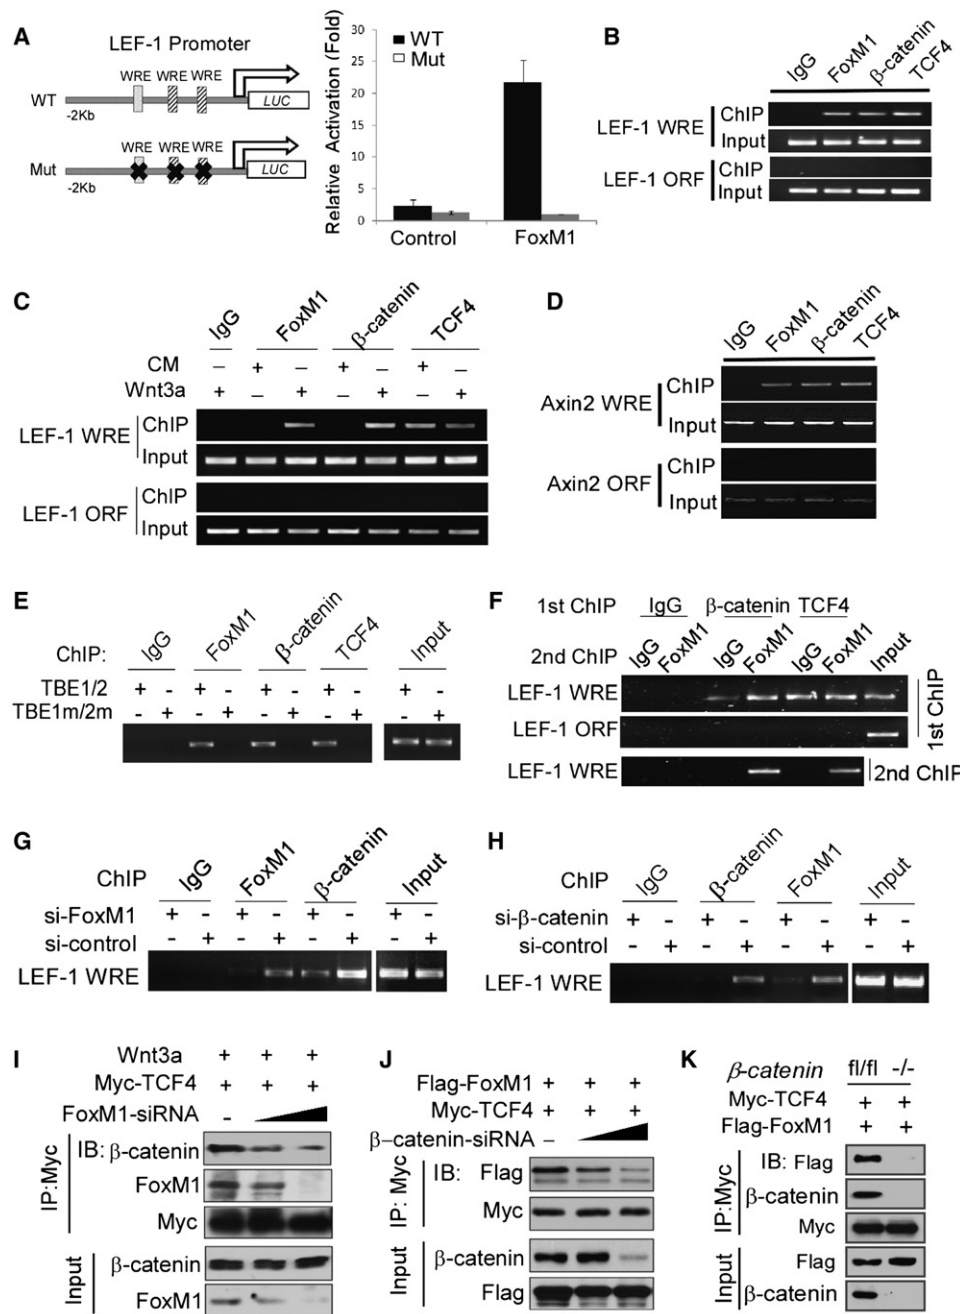 A
LEF-1 Promoter
WRE WRE WRE
WT
-2Kb
LUC
WRE WRE WRE
Mut
-2Kb
LUC
Relative Activation (Fold)
30
25
20
15
10
5
0
WT
Mut
Control FoxM1
B
IgG FoxM1 β-catenin TCF4
LEF-1 WRE
ChIP
Input
LEF-1 ORF
ChIP
Input
C
IgG FoxM1 β-catenin TCF4
CM – + – + – + –
Wnt3a + – + – + – +
LEF-1 WRE
ChIP
Input
LEF-1 ORF
ChIP
Input
D
IgG FoxM1 β-catenin TCF4
Axin2 WRE
ChIP
Input
Axin2 ORF
ChIP
Input
E
ChIP: IgG FoxM1 β-catenin TCF4 Input
TBE1/2 + - + - + - + - + -
TBE1m/2m - + - + - + - + - +
F
1st ChIP IgG β-catenin TCF4
2nd ChIP IgG FoxM1 IgG FoxM1 IgG FoxM1 Input
LEF-1 WRE
LEF-1 ORF
1st ChIP
LEF-1 WRE
2nd ChIP
G
ChIP IgG FoxM1 β-catenin Input
si-FoxM1 + - + - + - + -
si-control - + - + - + - +
LEF-1 WRE
H
ChIP IgG β-catenin FoxM1 Input
si-β-catenin + - + - + - + -
si-control - + - + - + - +
LEF-1 WRE
I
Wnt3a + + +
Myc-TCF4 + + +
FoxM1-siRNA -
IP:Myc
IB: β-catenin
FoxM1
Myc
Input
β-catenin
FoxM1
J
Flag-FoxM1 + + +
Myc-TCF4 + + +
β–catenin-siRNA –
IP: Myc
IB: Flag
Myc
Input
β-catenin
Flag
K
β-catenin fl/fl -/-
Myc-TCF4 + +
Flag-FoxM1 + +
IP:Myc
IB: Flag
β-catenin
Myc
Input
Flag
β-catenin